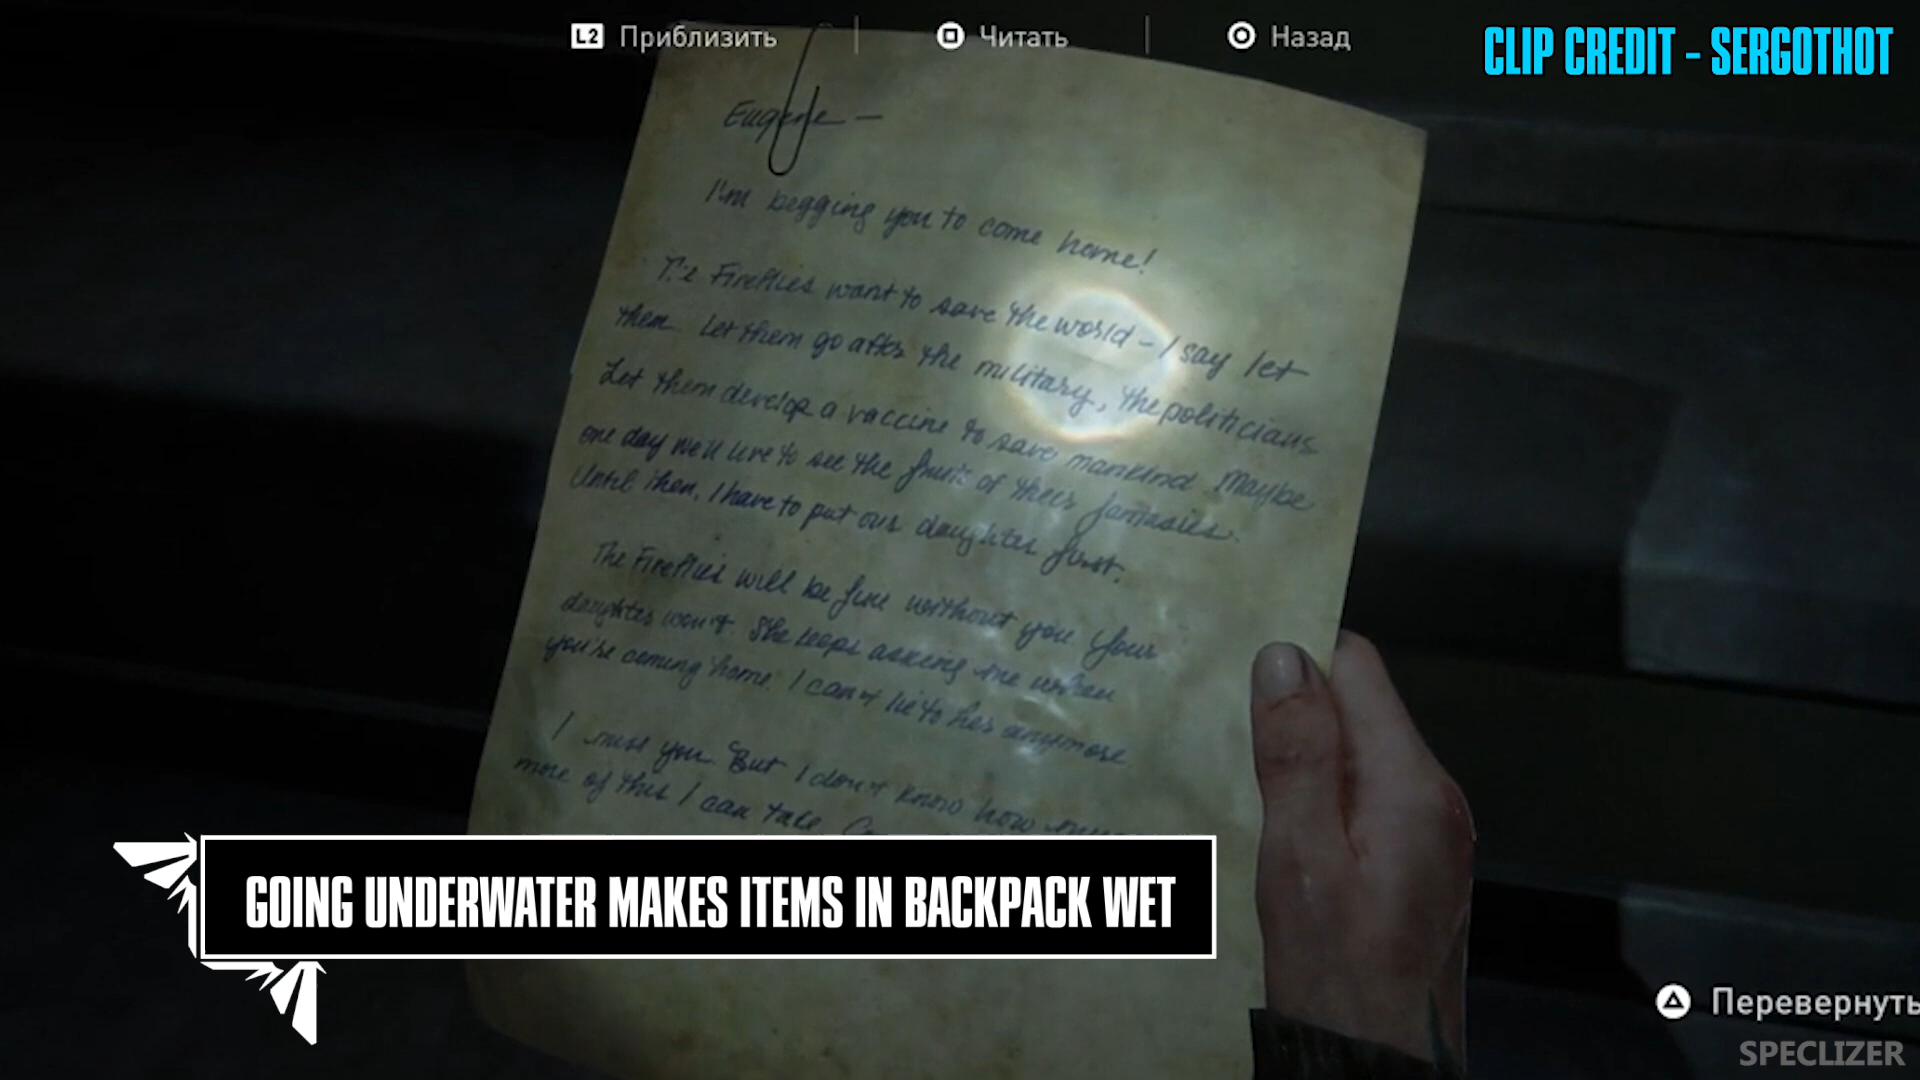 L2 Приблизить
Читать
Назад
CLIP CREDIT - SERGOTHOT
Eugene —
I'm begging you to come home!
The Fireflies want to save the world - I say let
them. Let them go after the military, the politicians
Let them develop a vaccine to save mankind. Maybe
one day we'll live to see the fruits of their fantasies.
Until then, I have to put our daughter first.
The Fireflies will be fine without you. Your
daughter won't. She keeps asking me when
you're coming home. I can't lie to her anymore
I miss you. But I don't know how much
more of this I can take.
GOING UNDERWATER MAKES ITEMS IN BACKPACK WET
Перевернуть
SPECLIZER